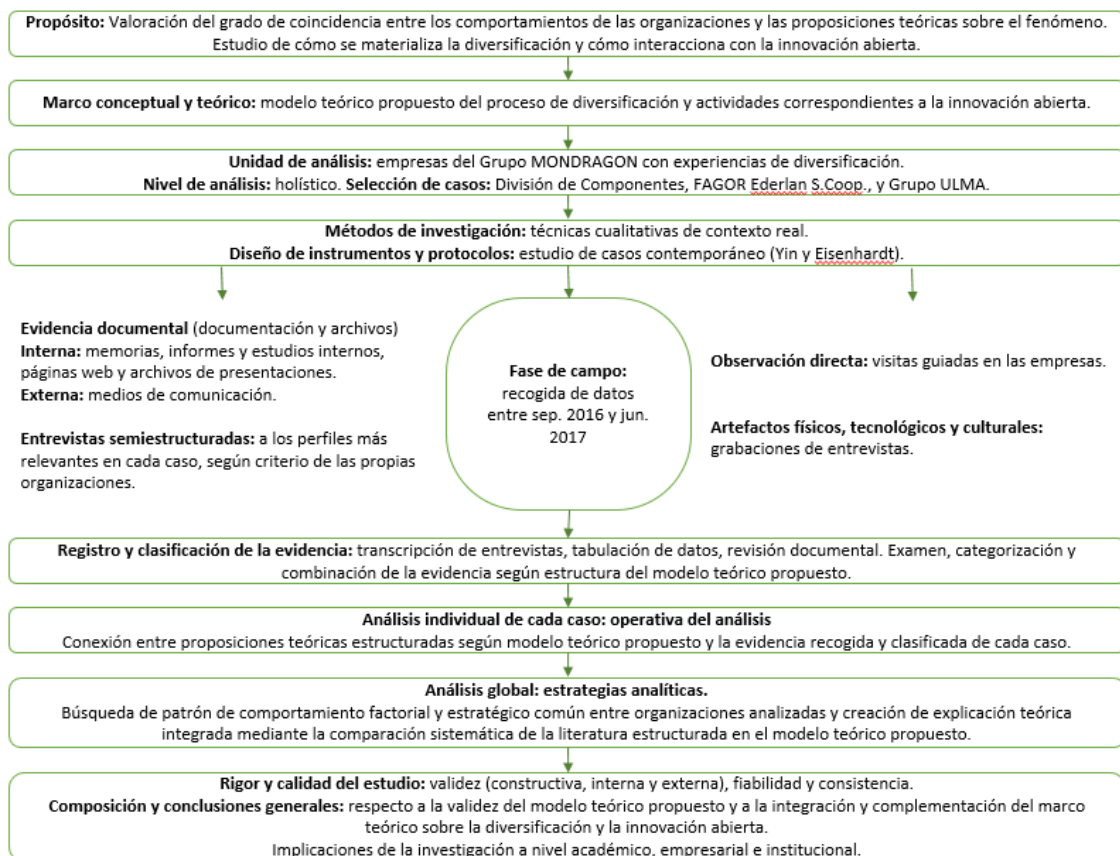 Propósito: Valoración del grado de coincidencia entre los comportamientos de las organizaciones y las proposiciones teóricas sobre el fenómeno.
Estudio de cómo se materializa la diversificación y cómo interacciona con la innovación abierta.
Marco conceptual y teórico: modelo teórico propuesto del proceso de diversificación y actividades correspondientes a la innovación abierta.
Unidad de análisis: empresas del Grupo MONDRAGON con experiencias de diversificación.
Nivel de análisis: holístico. Selección de casos: División de Componentes, FAGOR Ederlan S.Coop., y Grupo ULMA.
Métodos de investigación: técnicas cualitativas de contexto real.
Diseño de instrumentos y protocolos: estudio de casos contemporáneo (Yin y Eisenhardt).
Evidencia documental (documentación y archivos)
Interna: memorias, informes y estudios internos,
páginas web y archivos de presentaciones.
Externa: medios de comunicación.
Entrevistas semiestructuradas: a los perfiles más
relevantes en cada caso, según criterio de las propias
organizaciones.
Fase de campo:
recogida de datos
entre sep. 2016 y jun.
2017
Observación directa: visitas guiadas en las empresas.
Artefactos físicos, tecnológicos y culturales:
grabaciones de entrevistas.
Registro y clasificación de la evidencia: transcripción de entrevistas, tabulación de datos, revisión documental. Examen, categorización y
combinación de la evidencia según estructura del modelo teórico propuesto.
Análisis individual de cada caso: operativa del análisis
Conexión entre proposiciones teóricas estructuradas según modelo teórico propuesto y la evidencia recogida y clasificada de cada caso.
Análisis global: estrategias analíticas.
Búsqueda de patrón de comportamiento factorial y estratégico común entre organizaciones analizadas y creación de explicación teórica
integrada mediante la comparación sistemática de la literatura estructurada en el modelo teórico propuesto.
Rigor y calidad del estudio: validez (constructiva, interna y externa), fiabilidad y consistencia.
Composición y conclusiones generales: respecto a la validez del modelo teórico propuesto y a la integración y complementación del marco
teórico sobre la diversificación y la innovación abierta.
Implicaciones de la investigación a nivel académico, empresarial e institucional.